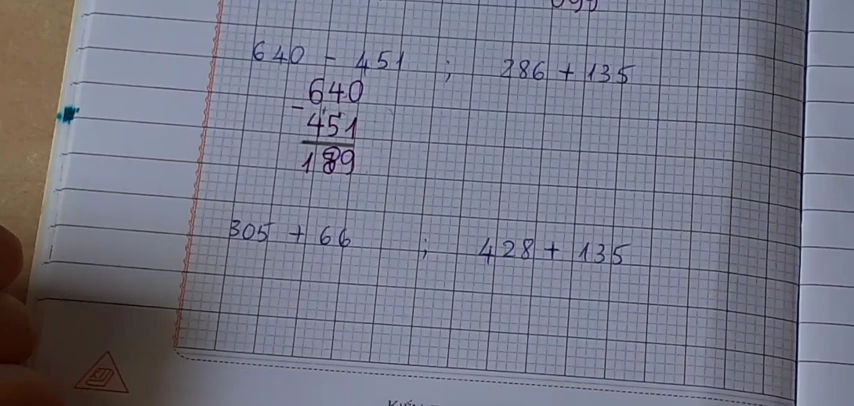 640 - 451 ; 286 + 135
- 640
451
189
305 + 66 ; 428 + 135